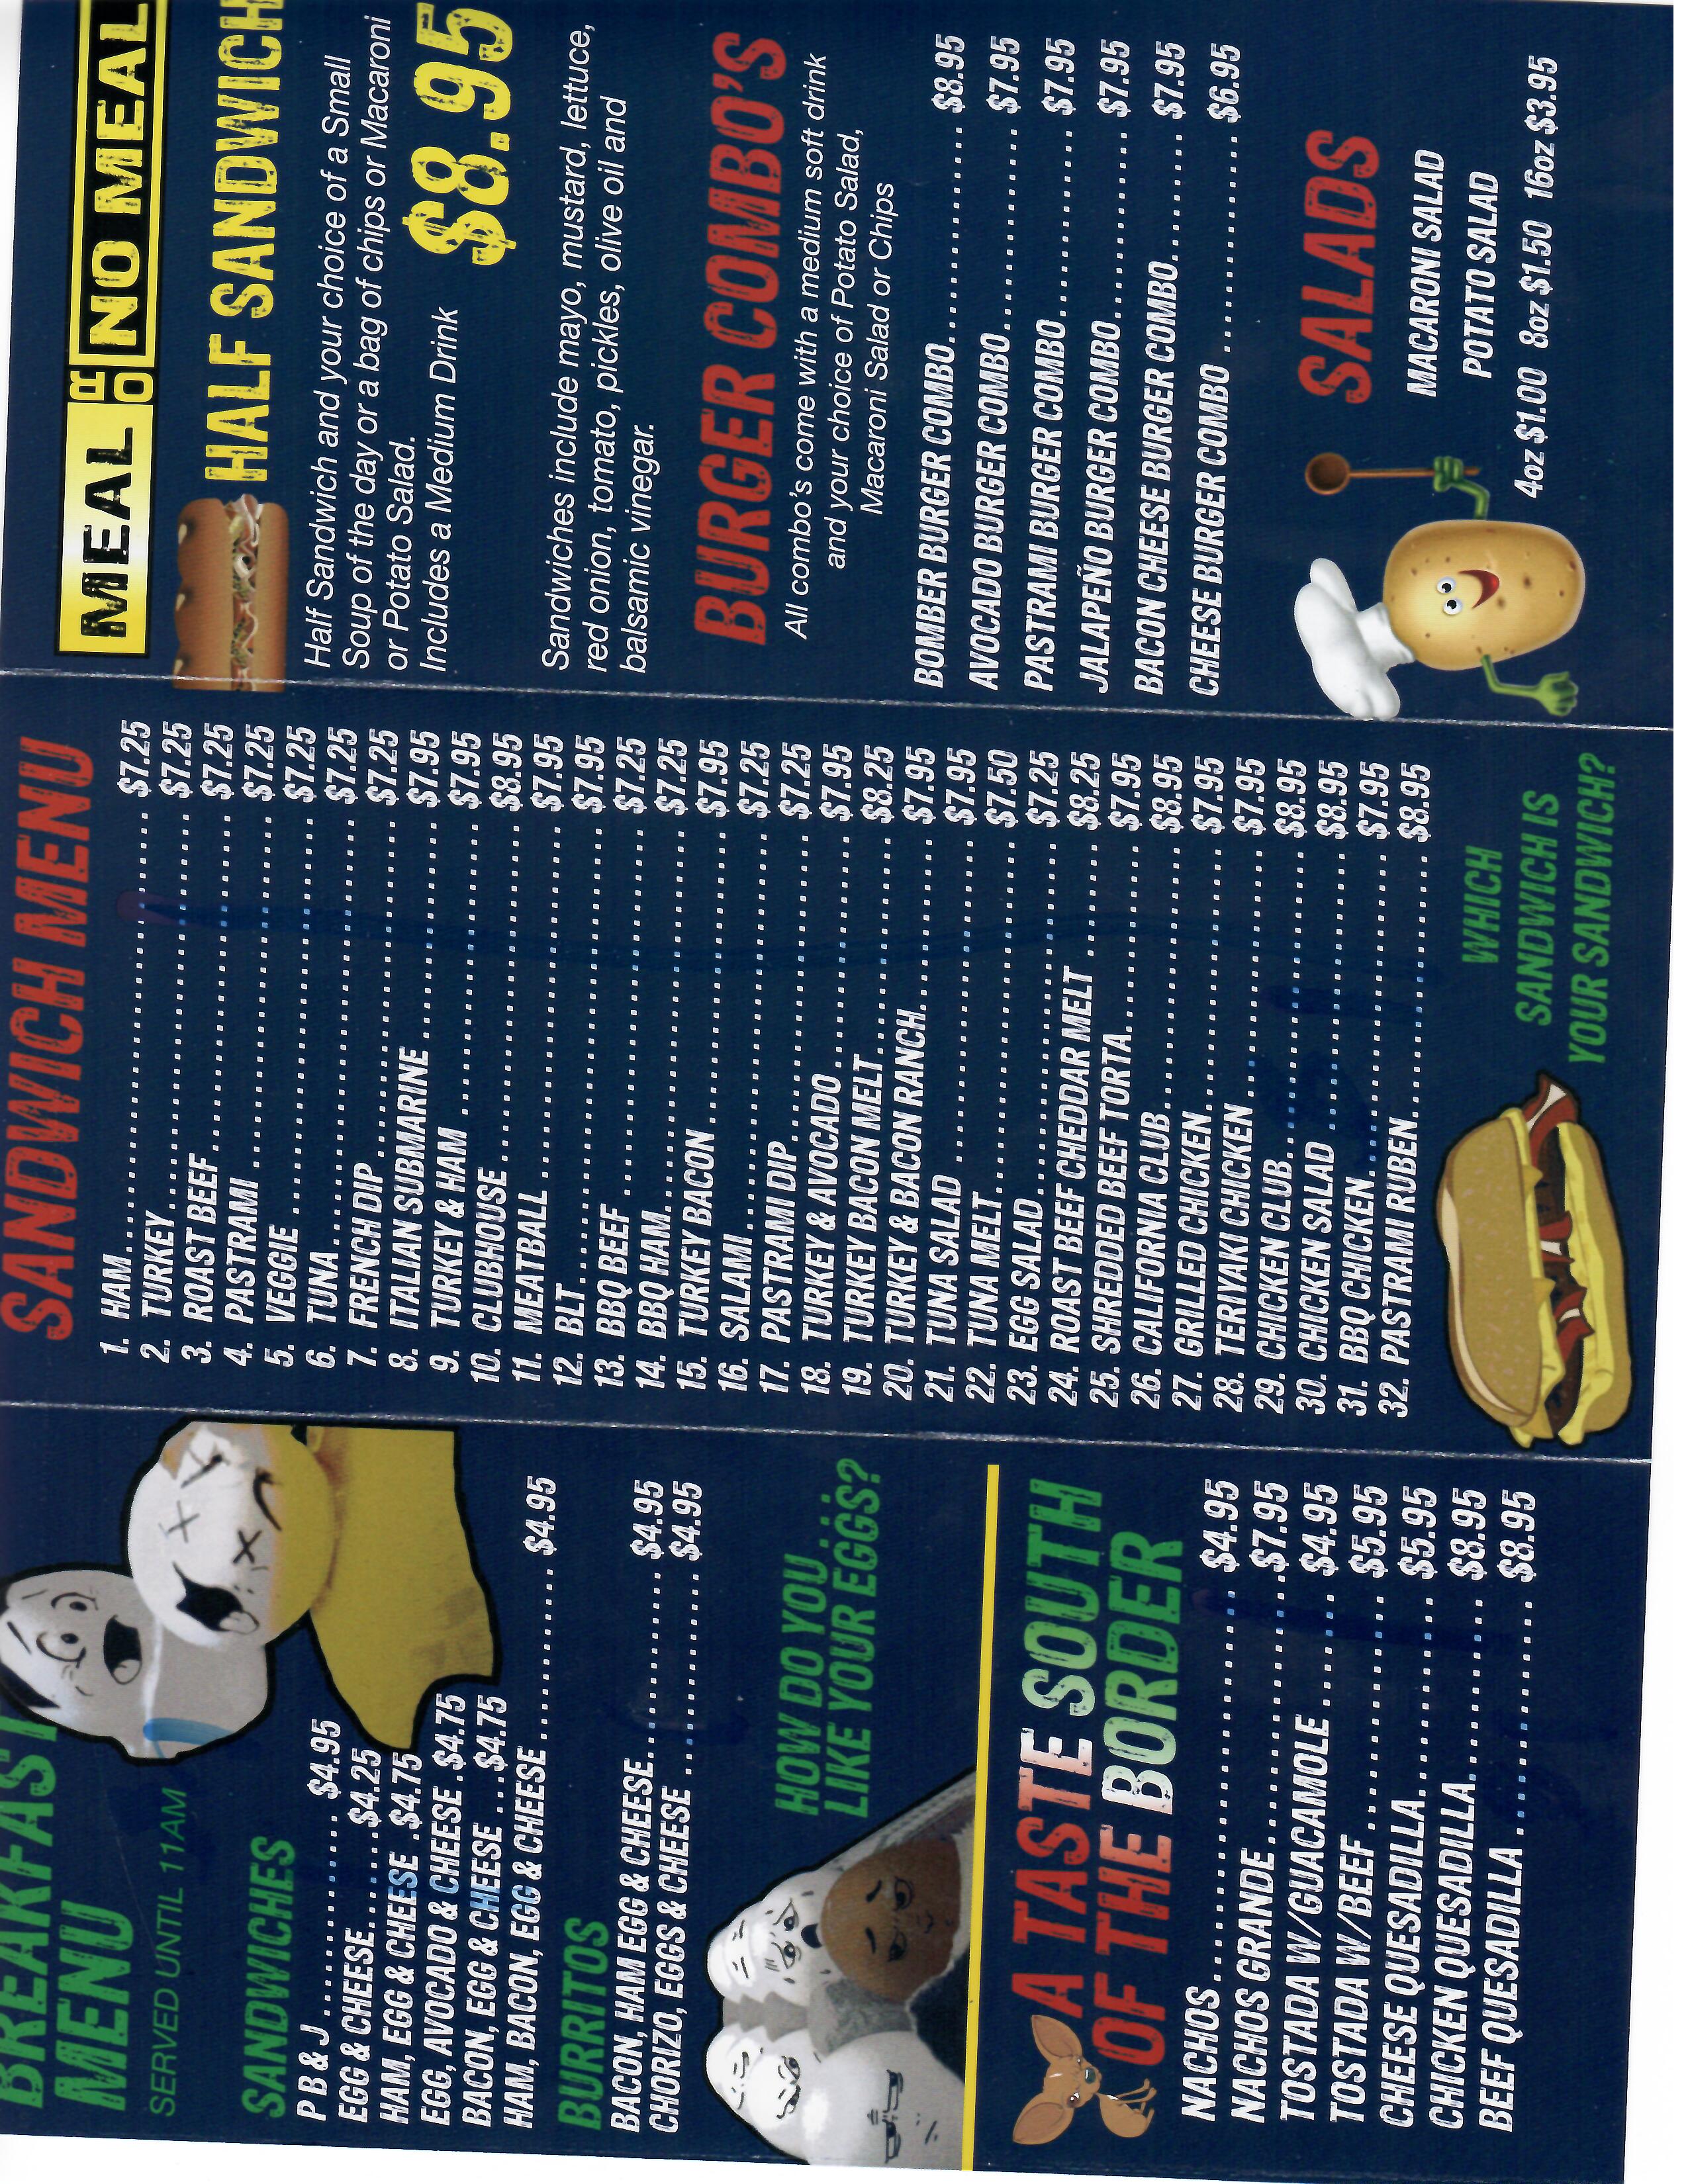 BREAKFAST
MENU
SERVED UNTIL 11AM
SANDWICHES
P B & J ............... $4.95
EGG & CHEESE........ $4.25
HAM, EGG & CHEESE .$4.75
EGG, AVOCADO & CHEESE .$4.75
BACON, EGG & CHEESE ...$4.75
HAM, BACON, EGG & CHEESE ............... $4.95
BURRITOS
BACON, HAM EGG & CHEESE............... $4.95
CHORIZO, EGGS & CHEESE ............... $4.95
HOW DO YOU ...
LIKE YOUR EGGS?
A TASTE SOUTH
OF THE BORDER
NACHOS ............... $4.95
NACHOS GRANDE............... $7.95
TOSTADA W/GUACAMOLE ............... $4.95
TOSTADA W/BEEF ............... $5.95
CHEESE QUESADILLA............... $5.95
CHICKEN QUESADILLA............... $8.95
BEEF QUESADILLA ............... $8.95
SANDWICH MENU
1. HAM............... $7.25
2. TURKEY............... $7.25
3. ROAST BEEF............... $7.25
4. PASTRAMI ............... $7.25
5. VEGGIE ............... $7.25
6. TUNA............... $7.25
7. FRENCH DIP............... $7.25
8. ITALIAN SUBMARINE ............... $7.95
9. TURKEY & HAM ............... $7.95
10. CLUBHOUSE ............... $8.95
11. MEATBALL ............... $7.95
12. BLT............... $7.95
13. BBQ BEEF ............... $7.25
14. BBQ HAM............... $7.25
15. TURKEY BACON............... $7.95
16. SALAMI............... $7.25
17. PASTRAMI DIP............... $7.25
18. TURKEY & AVOCADO ............... $7.95
19. TURKEY BACON MELT............... $8.25
20. TURKEY & BACON RANCH............... $7.95
21. TUNA SALAD ............... $7.95
22. TUNA MELT............... $7.50
23. EGG SALAD............... $7.25
24. ROAST BEEF CHEDDAR MELT ............... $8.25
25. SHREDDED BEEF TORTA............... $7.95
26. CALIFORNIA CLUB............... $8.95
27. GRILLED CHICKEN............... $7.95
28. TERIYAKI CHICKEN ............... $7.95
29. CHICKEN CLUB............... $8.95
30. CHICKEN SALAD ............... $8.95
31. BBQ CHICKEN............... $7.95
32. PASTRAMI RUBEN............... $8.95
WHICH
SANDWICH IS
YOUR SANDWICH?
MEAL or NO MEAL
HALF SANDWICH
Half Sandwich and your choice of a Small
Soup of the day or a bag of chips or Macaroni
or Potato Salad.
Includes a Medium Drink
$8.95
Sandwiches include mayo, mustard, lettuce,
red onion, tomato, pickles, olive oil and
balsamic vinegar.
BURGER COMBO'S
All combo's come with a medium soft drink
and your choice of Potato Salad,
Macaroni Salad or Chips
BOMBER BURGER COMBO............... $8.95
AVOCADO BURGER COMBO............... $7.95
PASTRAMI BURGER COMBO............... $7.95
JALAPEÑO BURGER COMBO............... $7.95
BACON CHEESE BURGER COMBO............... $7.95
CHEESE BURGER COMBO ............... $6.95
SALADS
MACARONI SALAD
POTATO SALAD
4oz $1.00 8oz $1.50 16oz $3.95